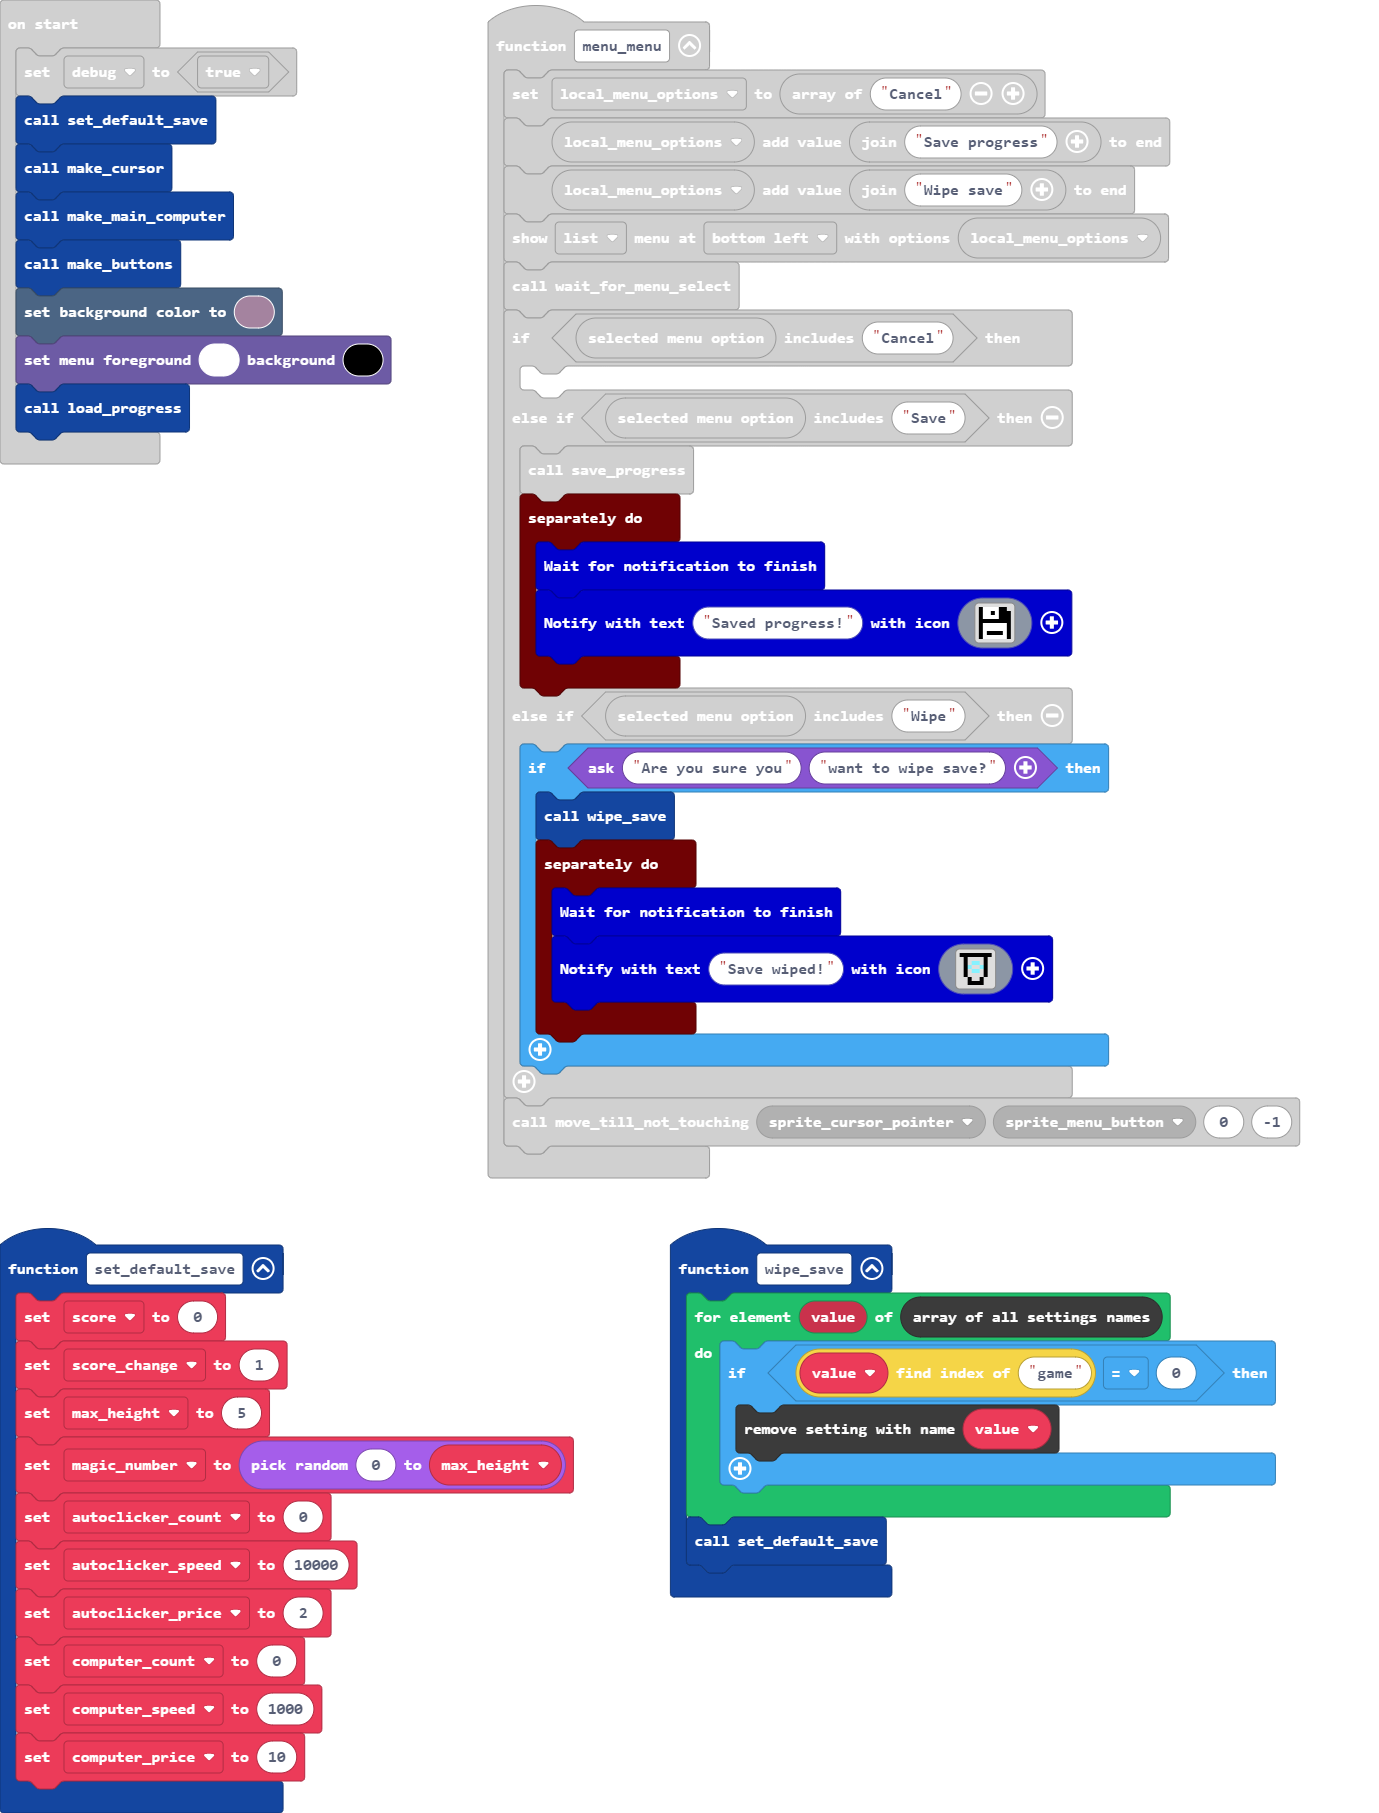 on start
set debug to true
call set_default_save
call make_cursor
call make_main_computer
call make_buttons
set background color to
set menu foreground background
call load_progress
function menu_menu
set local_menu_options to array of "Cancel"
local_menu_options add value join "Save progress" to end
local_menu_options add value join "Wipe save" to end
show list menu at bottom left with options local_menu_options
call wait_for_menu_select
if selected menu option includes "Cancel" then
else if selected menu option includes "Save" then
call save_progress
separately do
Wait for notification to finish
Notify with text "Saved progress!" with icon
else if selected menu option includes "Wipe" then
if ask "Are you sure you" "want to wipe save?" then
call wipe_save
separately do
Wait for notification to finish
Notify with text "Save wiped!" with icon
call move_till_not_touching sprite_cursor_pointer sprite_menu_button 0 -1
function set_default_save
set score to 0
set score_change to 1
set max_height to 5
set magic_number to pick random 0 to max_height
set autoclicker_count to 0
set autoclicker_speed to 10000
set autoclicker_price to 2
set computer_count to 0
set computer_speed to 1000
set computer_price to 10
function wipe_save
for element value of array of all settings names
do
if value find index of "game" = 0 then
remove setting with name value
call set_default_save